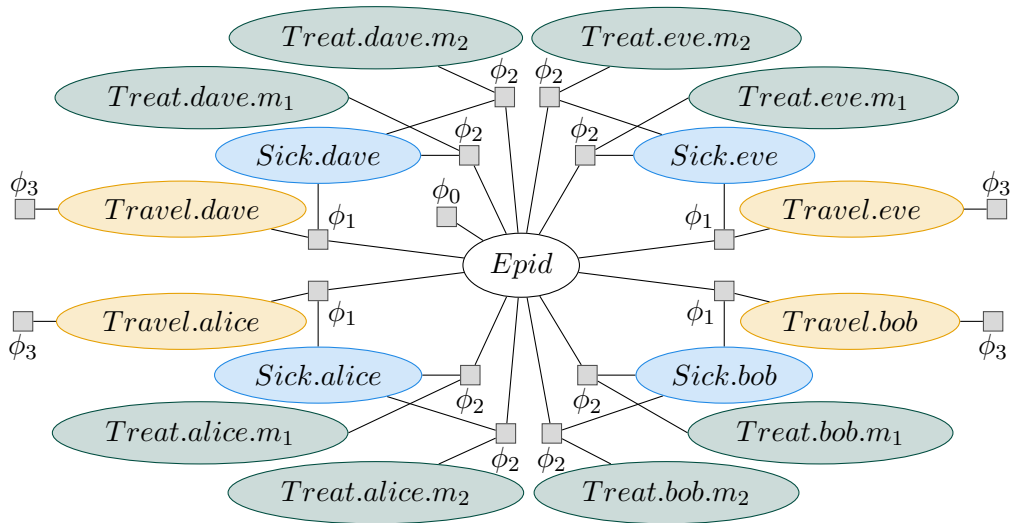 Treat.dave.m₂ Treat.eve.m₂
ϕ₂ ϕ₂
Treat.dave.m₁ Treat.eve.m₁
ϕ₂ ϕ₂
Sick.dave Sick.eve
ϕ₃ ϕ₀ ϕ₃
Travel.dave ϕ₁ ϕ₁ Travel.eve
Epid
Travel.alice ϕ₁ ϕ₁ Travel.bob
ϕ₃ ϕ₃
Sick.alice Sick.bob
ϕ₂ ϕ₂
Treat.alice.m₁ Treat.bob.m₁
ϕ₂ ϕ₂
Treat.alice.m₂ Treat.bob.m₂